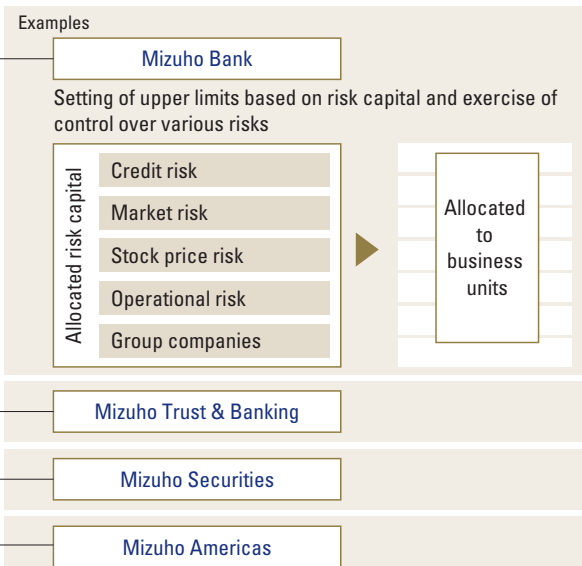 Examples
Mizuho Bank
Setting of upper limits based on risk capital and exercise of
control over various risks
Allocated risk capital
Credit risk
Market risk
Stock price risk
Operational risk
Group companies
Allocated
to
business
units
Mizuho Trust & Banking
Mizuho Securities
Mizuho Americas